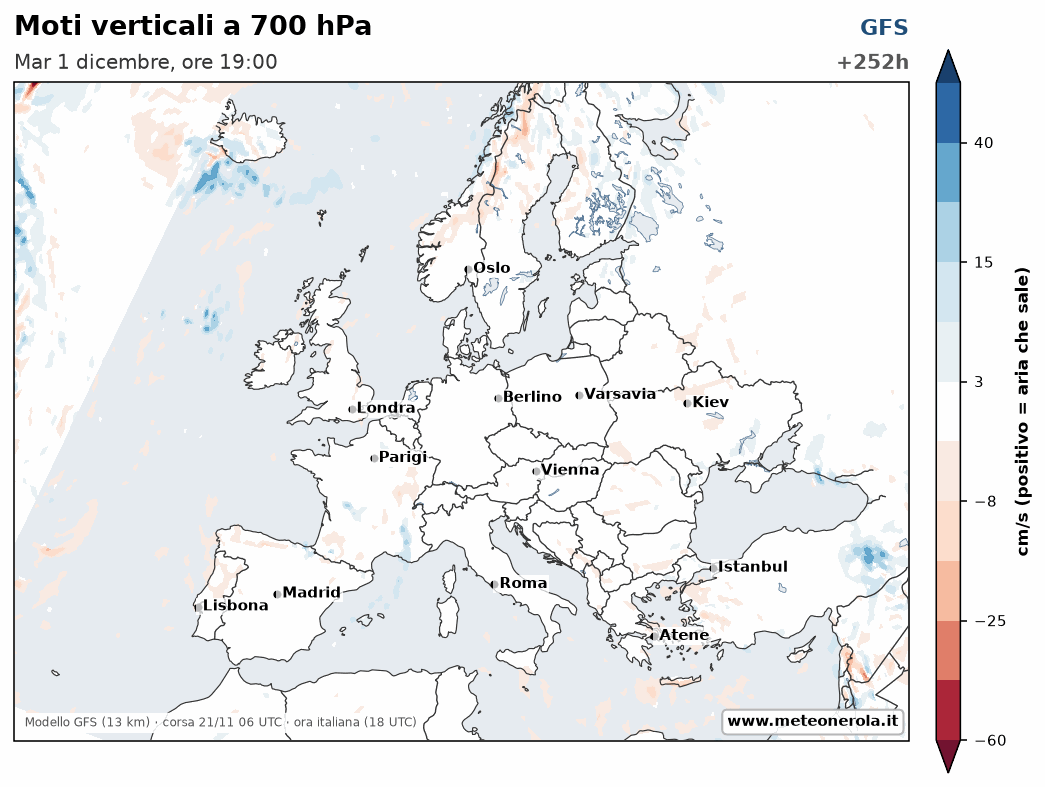 Moti verticali a 700 hPa
GFS
Mar 1 dicembre, ore 19:00
+252h
40
15
3
−8
−25
−60
cm/s (positivo = aria che sale)
Oslo
Londra
Berlino
Varsavia
Kiev
Parigi
Vienna
Istanbul
Roma
Madrid
Lisbona
Atene
Modello GFS (13 km) · corsa 21/11 06 UTC · ora italiana (18 UTC)
www.meteonerola.it